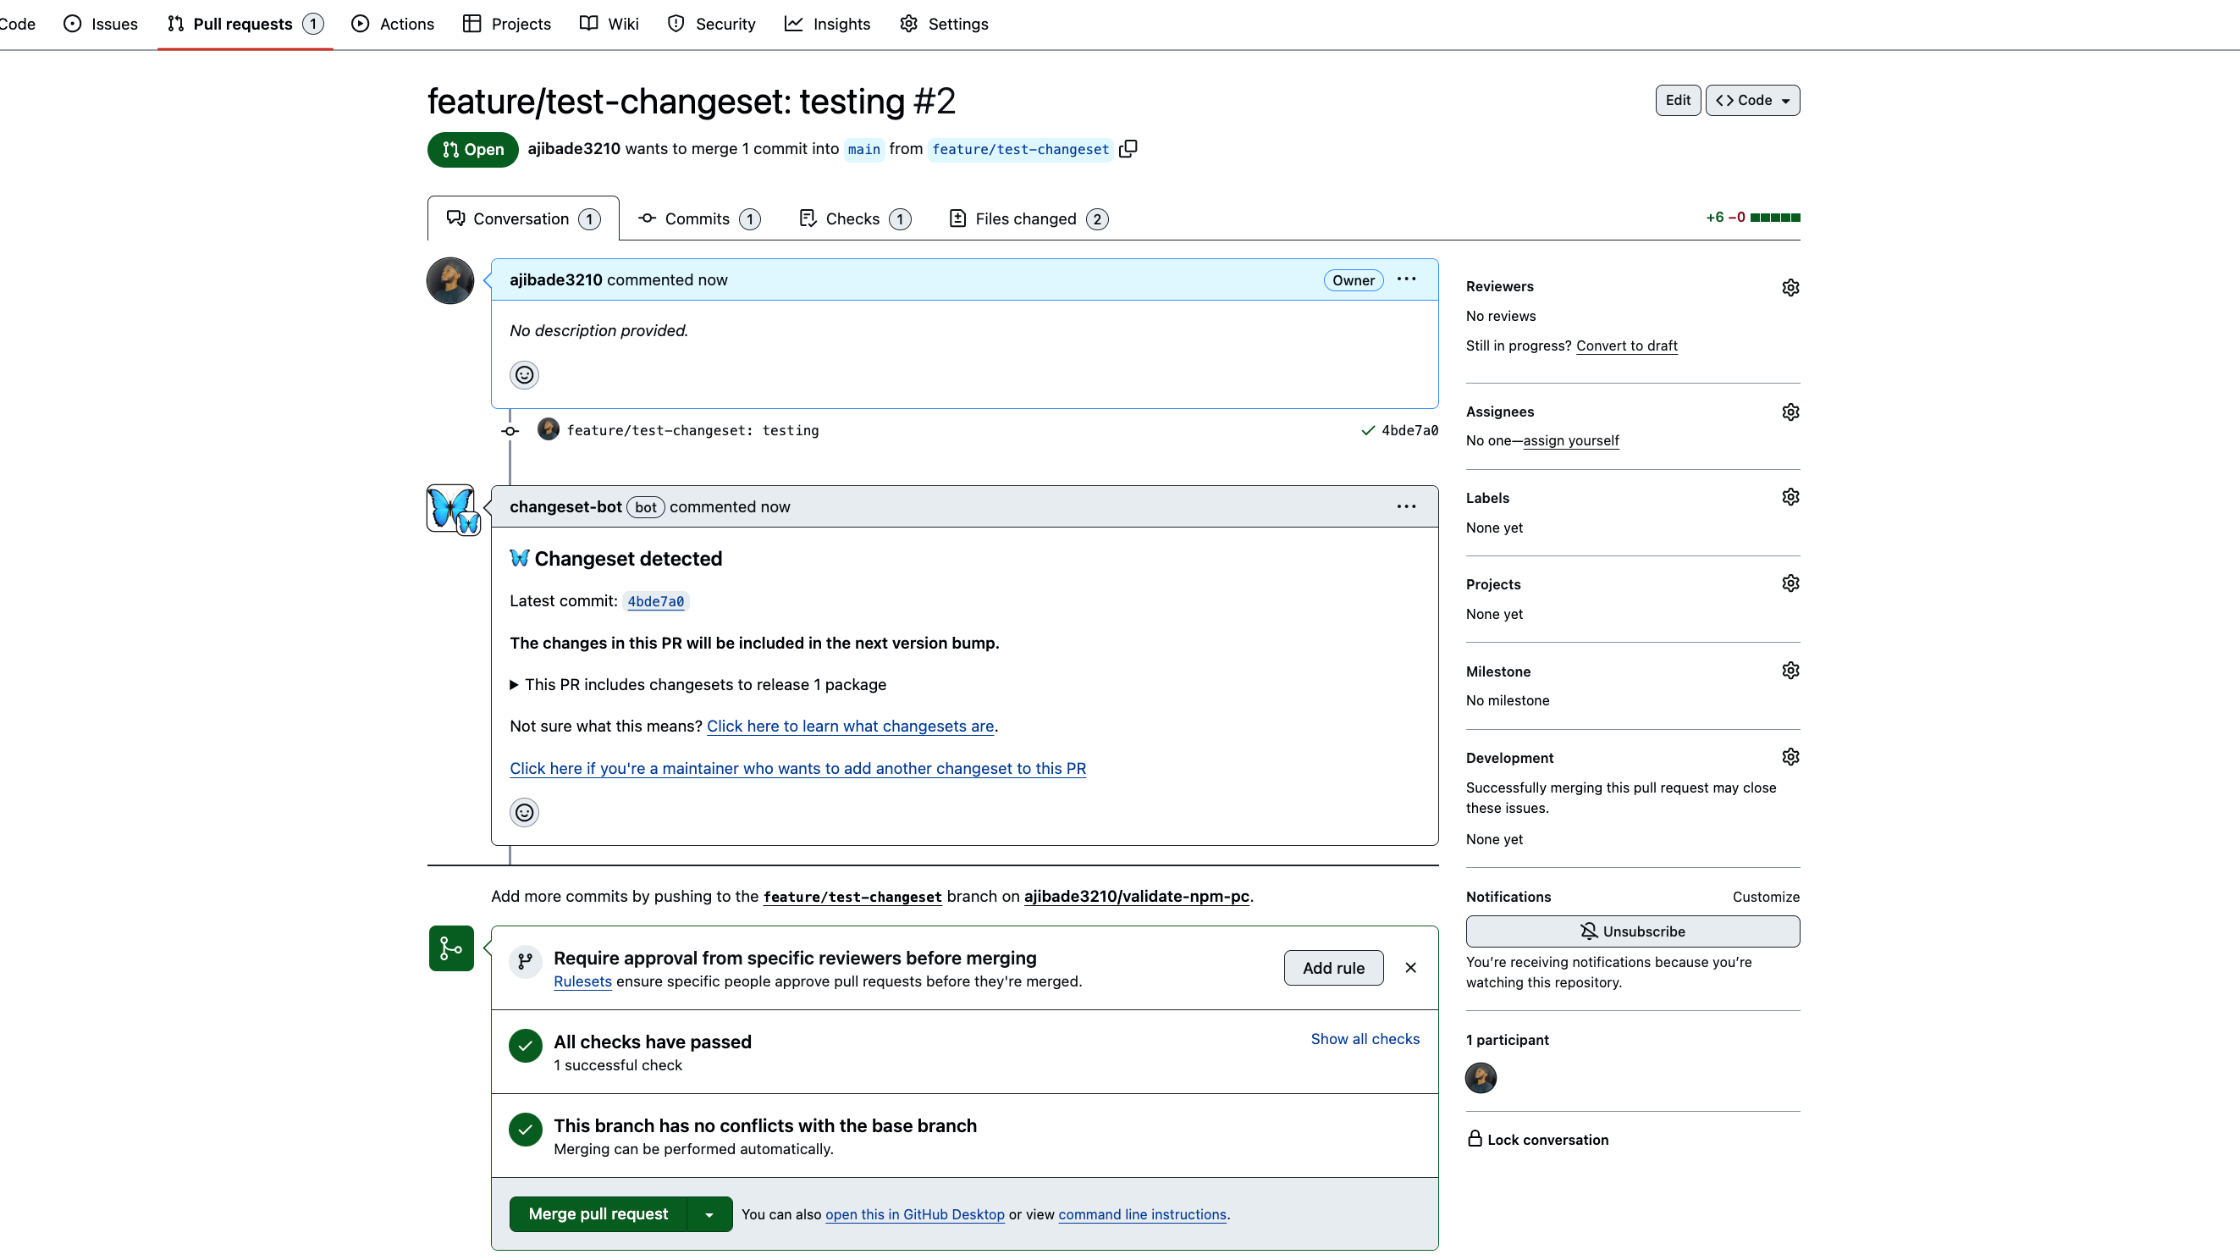 Code Issues Pull requests 1 Actions Projects Wiki Security Insights Settings
feature/test-changeset: testing #2
Edit <> Code
Open ajibade3210 wants to merge 1 commit into main from feature/test-changeset
Conversation 1 Commits 1 Checks 1 Files changed 2
+6 −0
ajibade3210 commented now
Owner
No description provided.
feature/test-changeset: testing
4bde7a0
changeset-bot bot commented now
Changeset detected
Latest commit: 4bde7a0
The changes in this PR will be included in the next version bump.
This PR includes changesets to release 1 package
Not sure what this means? Click here to learn what changesets are.
Click here if you're a maintainer who wants to add another changeset to this PR
Add more commits by pushing to the feature/test-changeset branch on ajibade3210/validate-npm-pc.
Require approval from specific reviewers before merging
Rulesets ensure specific people approve pull requests before they're merged.
Add rule
All checks have passed
1 successful check
Show all checks
This branch has no conflicts with the base branch
Merging can be performed automatically.
Merge pull request
You can also open this in GitHub Desktop or view command line instructions.
Reviewers
No reviews
Still in progress? Convert to draft
Assignees
No one—assign yourself
Labels
None yet
Projects
None yet
Milestone
No milestone
Development
Successfully merging this pull request may close
these issues.
None yet
Notifications
Customize
Unsubscribe
You're receiving notifications because you're
watching this repository.
1 participant
Lock conversation